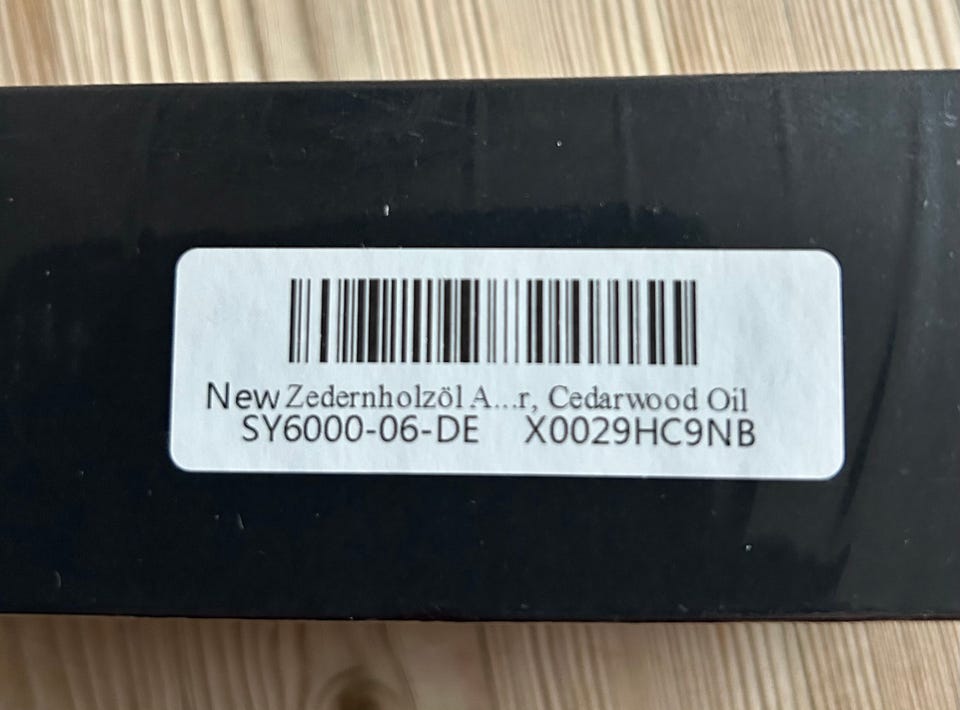 New Zedernholzöl A...r, Cedarwood Oil
SY6000-06-DE X0029HC9NB